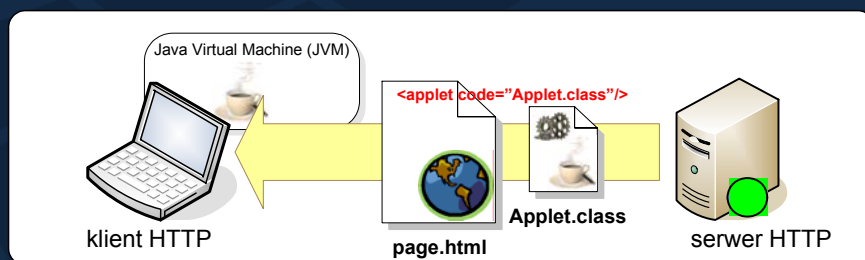 Java Virtual Machine (JVM)
<applet code=”Applet.class”/>
Applet.class
klient HTTP
page.html
serwer HTTP